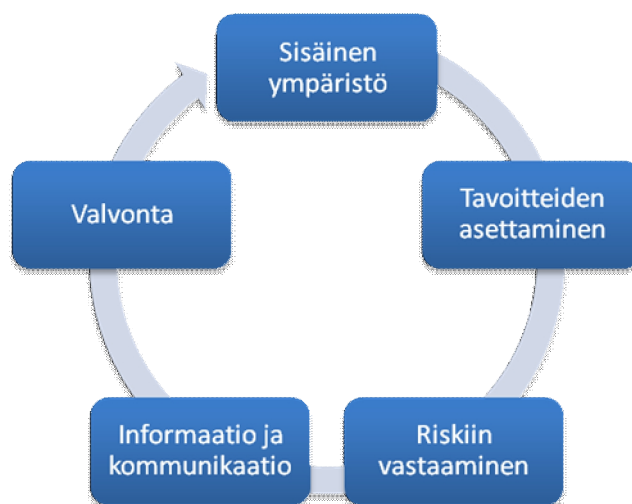 Sisäinen
ympäristö
Tavoitteiden
asettaminen
Riskiin
vastaaminen
Informaatio ja
kommunikaatio
Valvonta